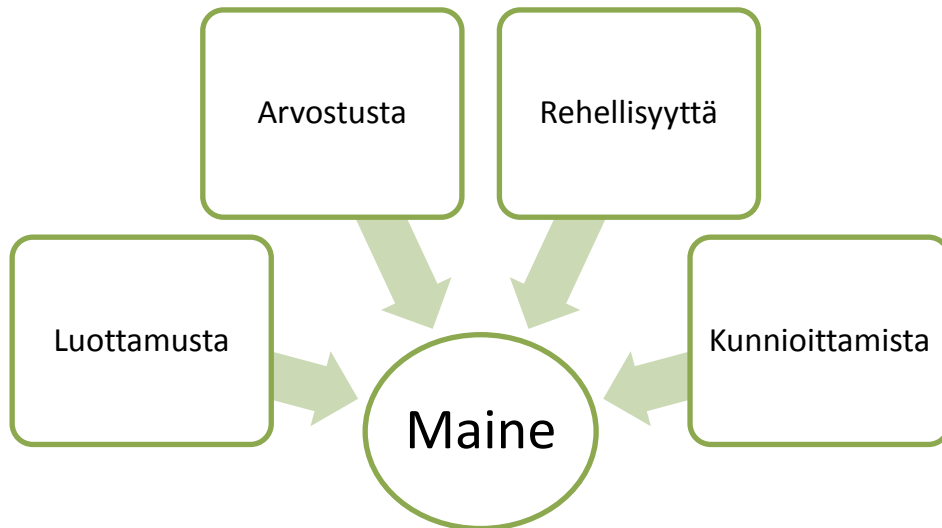 Arvostusta
Rehellisyyttä
Luottamusta
Kunnioittamista
Maine